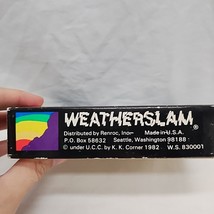 WEATHERSLAM
®
Distributed by Renroc, Inc. Made in U.S.A.
P.O. Box 58632 Seattle, Washington 98188
© under U.C.C. by K. K. Corner 1982 W.S. 830001